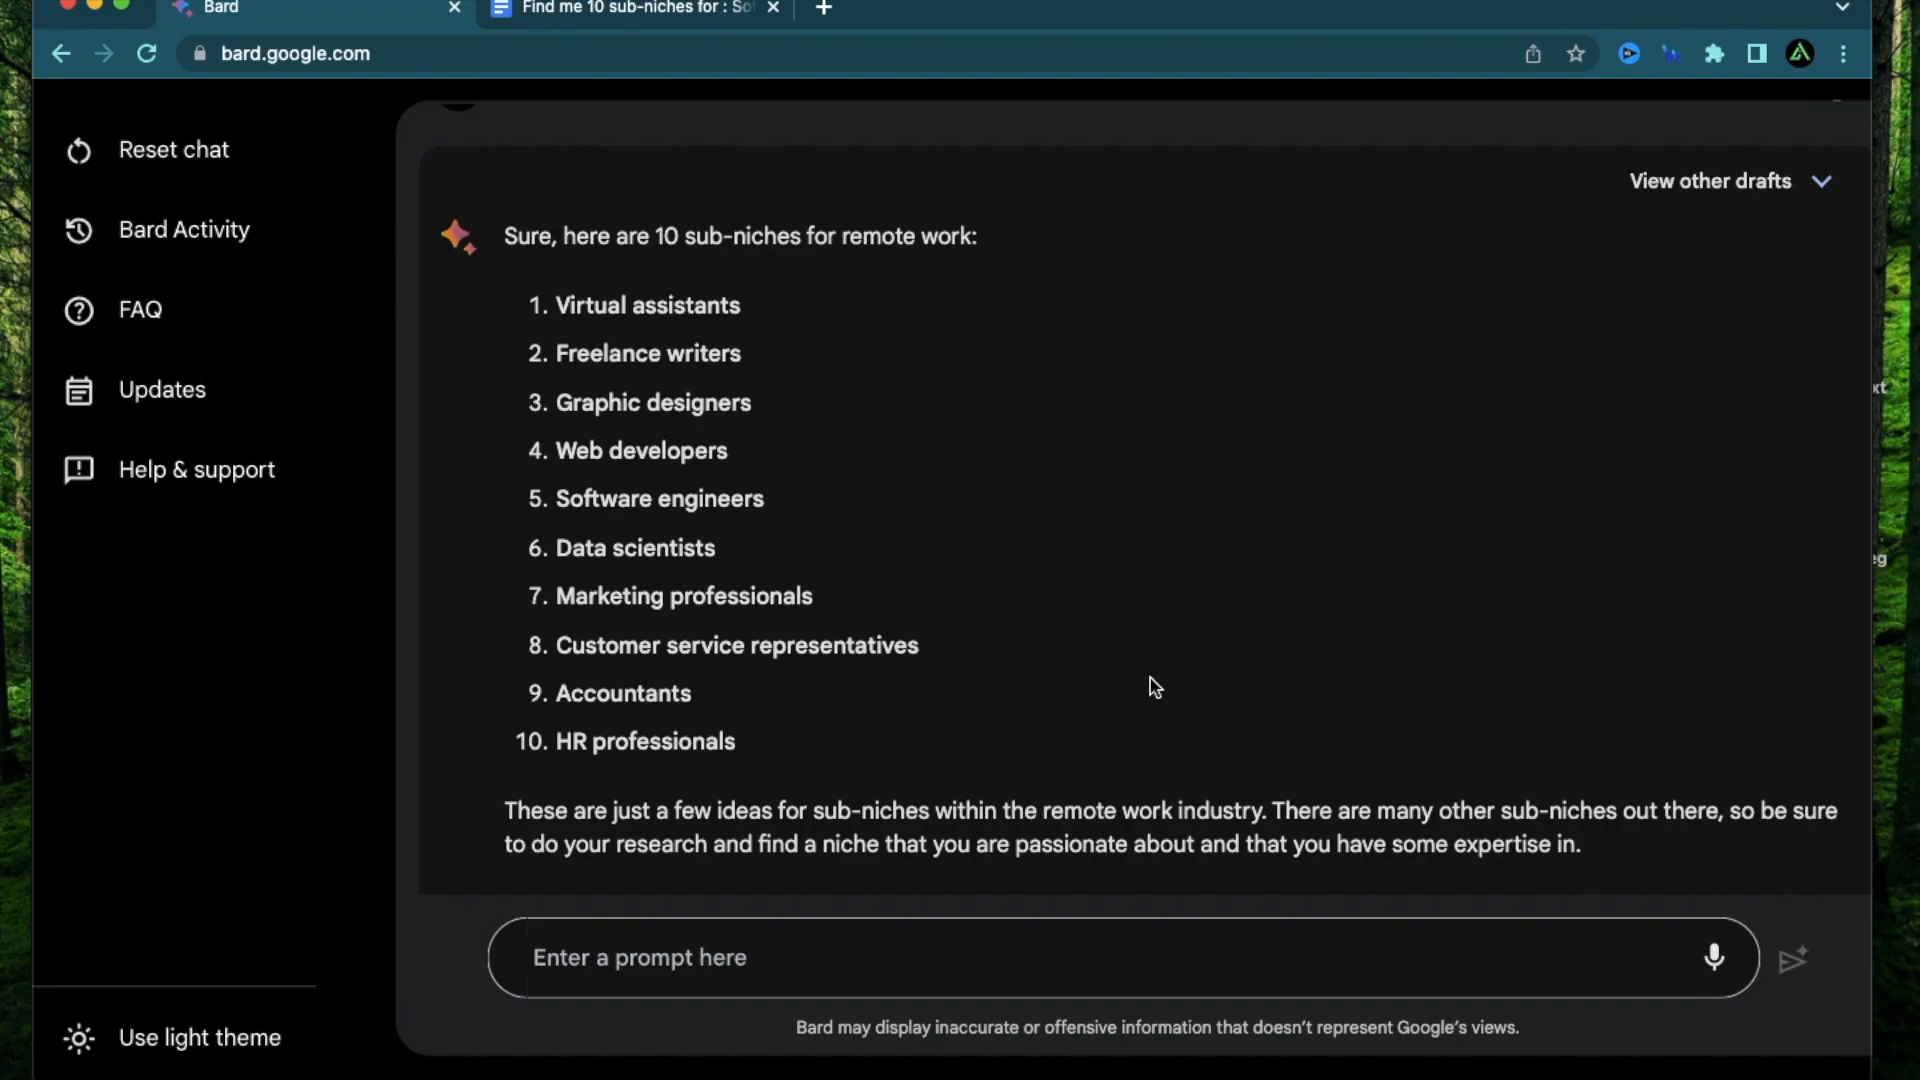 Bard
Find me 10 sub-niches for : So
bard.google.com
Reset chat
Bard Activity
FAQ
Updates
Help & support
Use light theme
View other drafts
Sure, here are 10 sub-niches for remote work:
1. Virtual assistants
2. Freelance writers
3. Graphic designers
4. Web developers
5. Software engineers
6. Data scientists
7. Marketing professionals
8. Customer service representatives
9. Accountants
10. HR professionals
These are just a few ideas for sub-niches within the remote work industry. There are many other sub-niches out there, so be sure
to do your research and find a niche that you are passionate about and that you have some expertise in.
Enter a prompt here
Bard may display inaccurate or offensive information that doesn't represent Google's views.